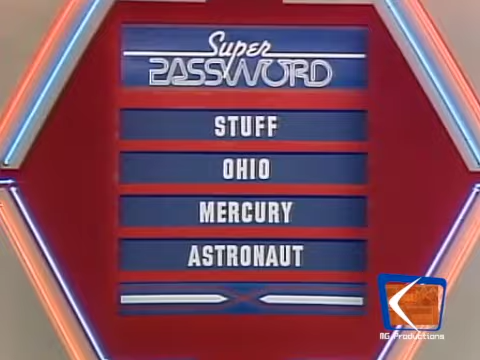 Super
PASSWORD
STUFF
OHIO
MERCURY
ASTRONAUT
MG Productions